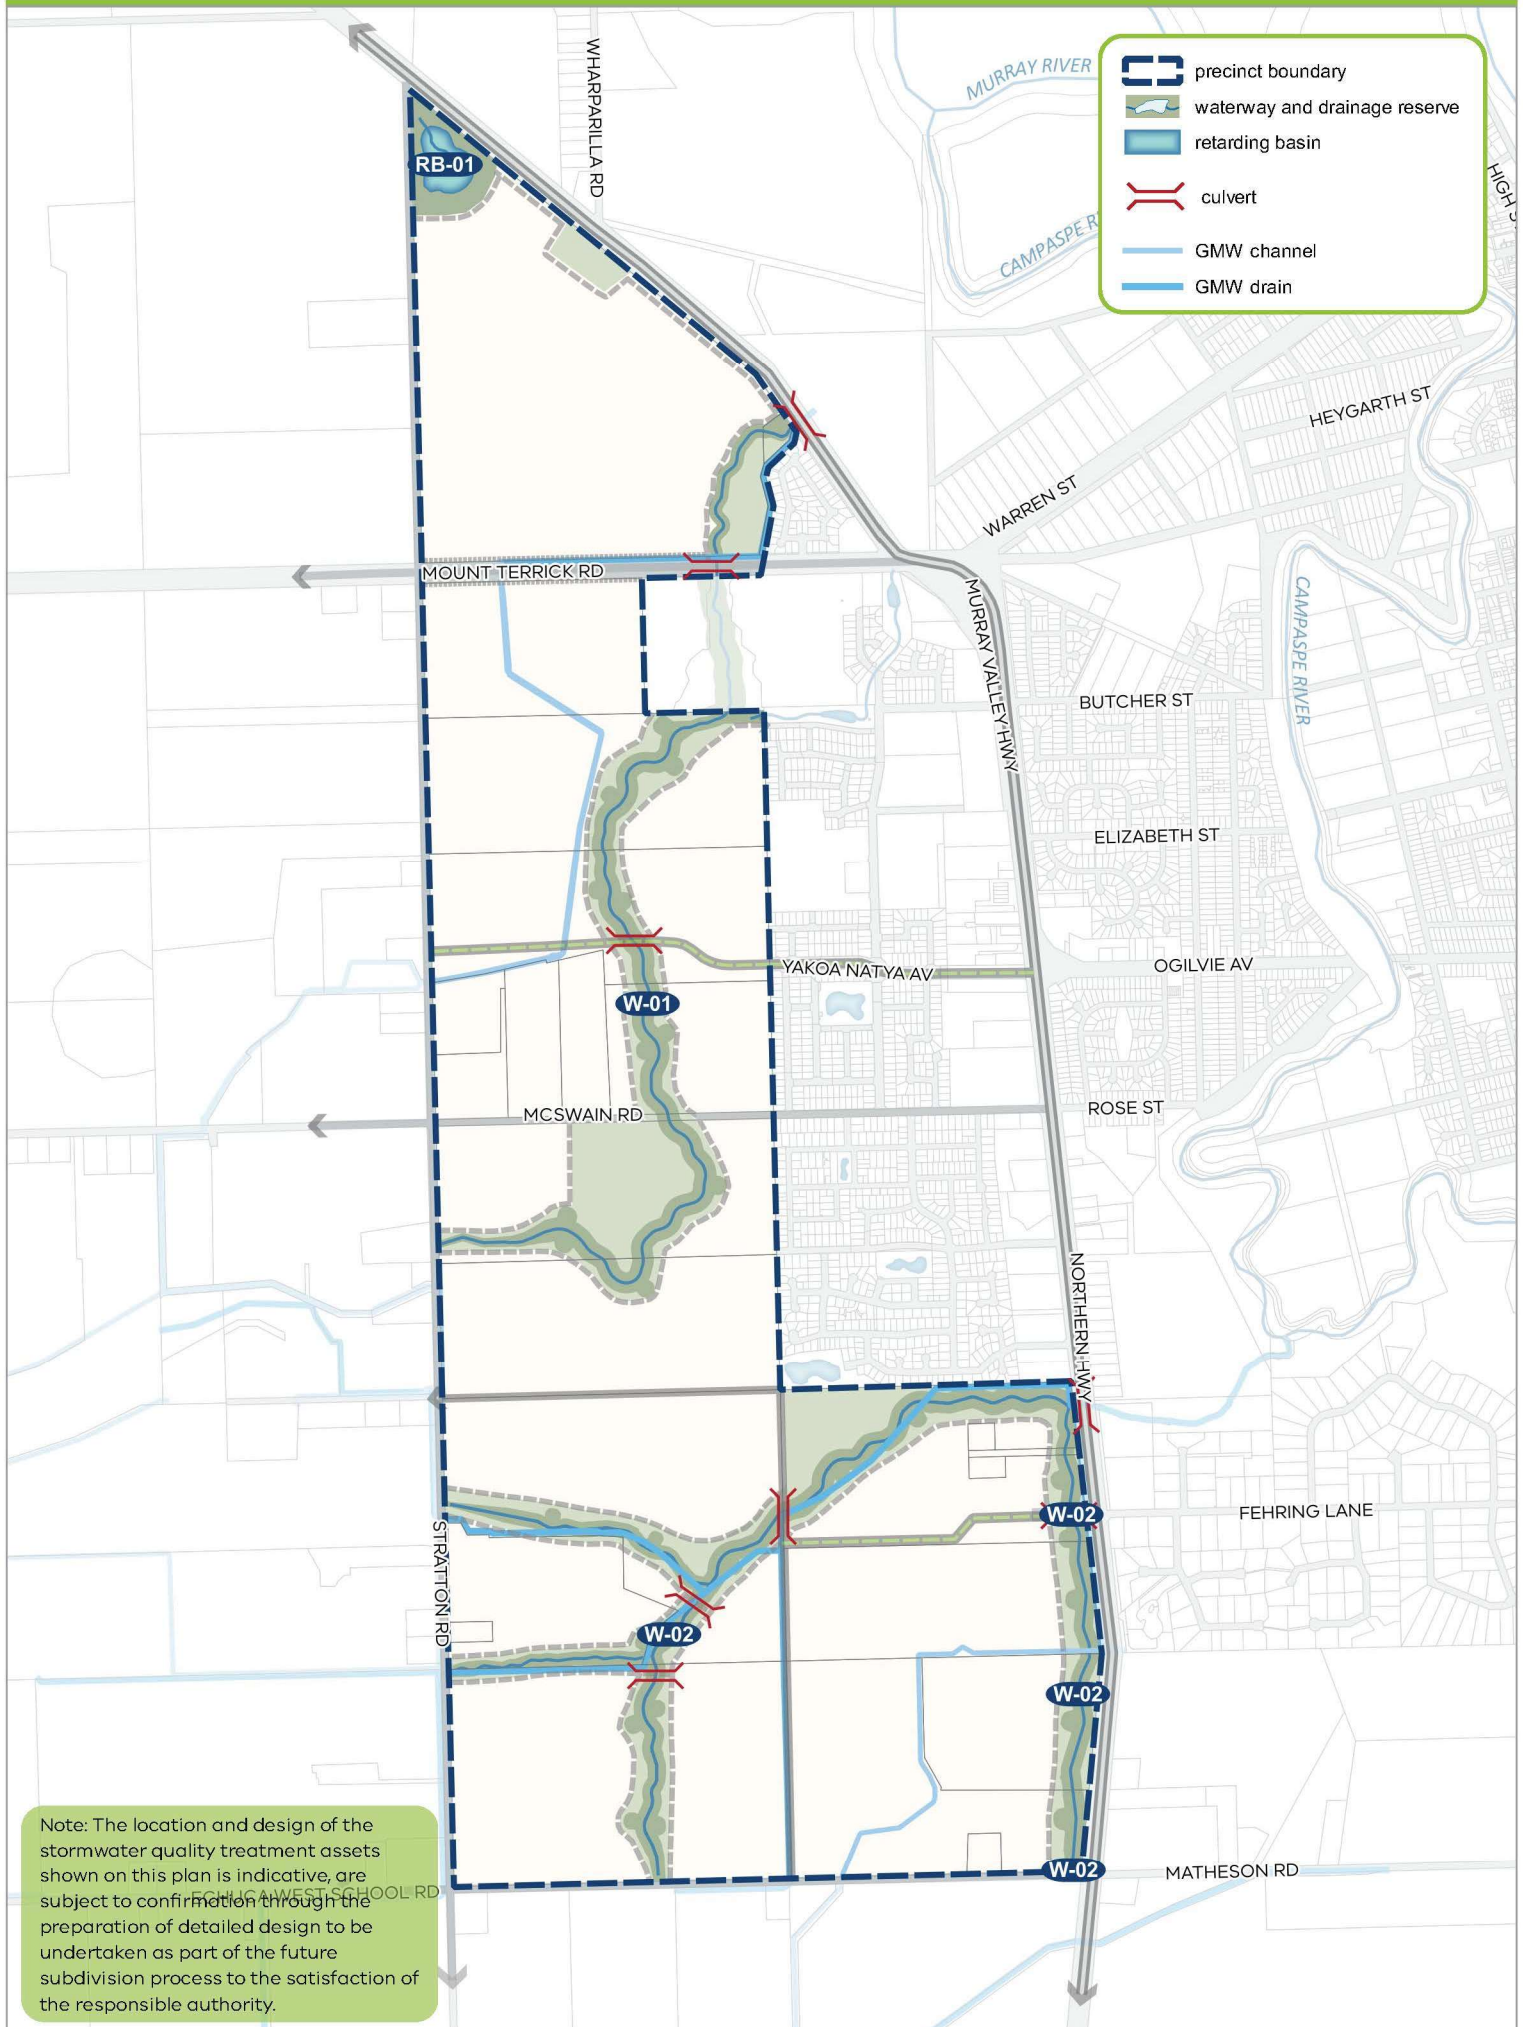 WHARPARILLA RD
MURRAY RIVER
precinct boundary
waterway and drainage reserve
retarding basin
culvert
GMW channel
GMW drain
RB-01
CAMPASPE
HEYGARTH ST
WARREN ST
MOUNT TERRICK RD
MURRAY VALLEY HWY
CAMPASPE RIVER
BUTCHER ST
ELIZABETH ST
YAKOA NATYA AV
OGILVIE AV
W-01
MCSWAIN RD
ROSE ST
NORTHERN HWY
STRATTON RD
W-02
FEHRING LANE
W-02
W-02
W-02
MATHESON RD
ECHUCA WEST SCHOOL RD
Note: The location and design of the
stormwater quality treatment assets
shown on this plan is indicative, are
subject to confirmation through the
preparation of detailed design to be
undertaken as part of the future
subdivision process to the satisfaction of
the responsible authority.